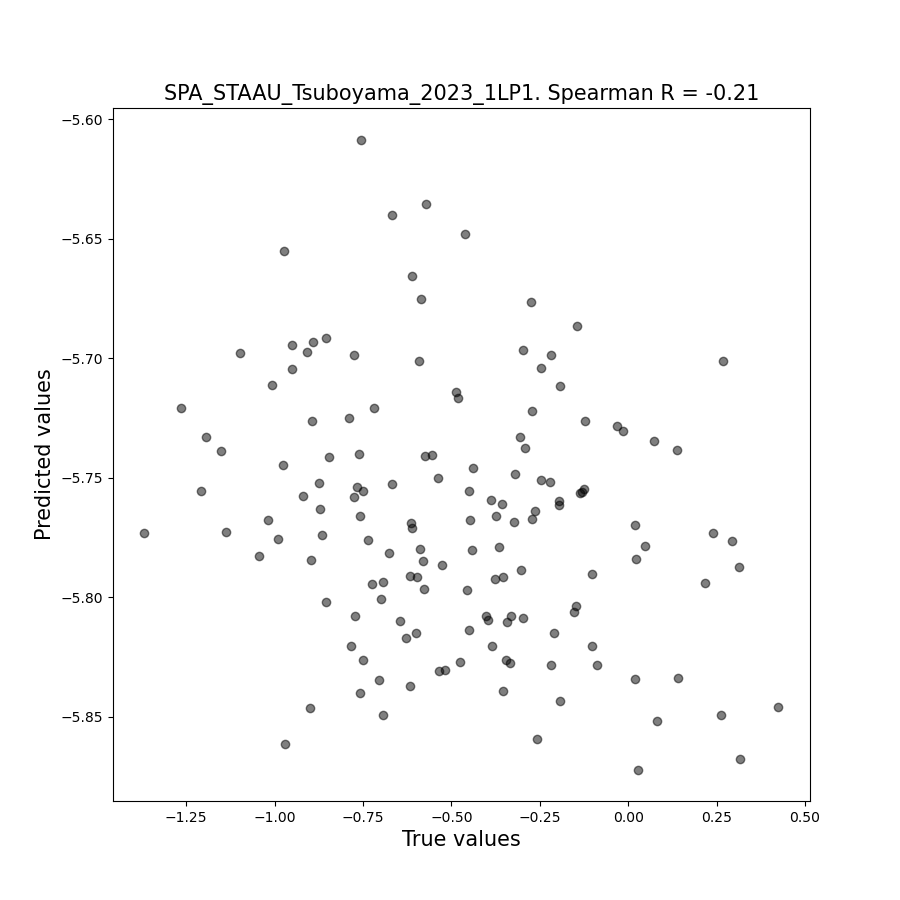 SPA_STAAU_Tsuboyama_2023_1LP1. Spearman R = -0.21
−5.60
−5.65
−5.70
−5.75
−5.80
−5.85
Predicted values
−1.25 −1.00 −0.75 −0.50 −0.25 0.00 0.25 0.50
True values